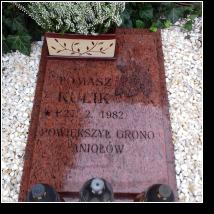 TOMASZ
KULIK
★†27. 2. 1982
POWIĘKSZYŁ GRONO
ANIOŁÓW